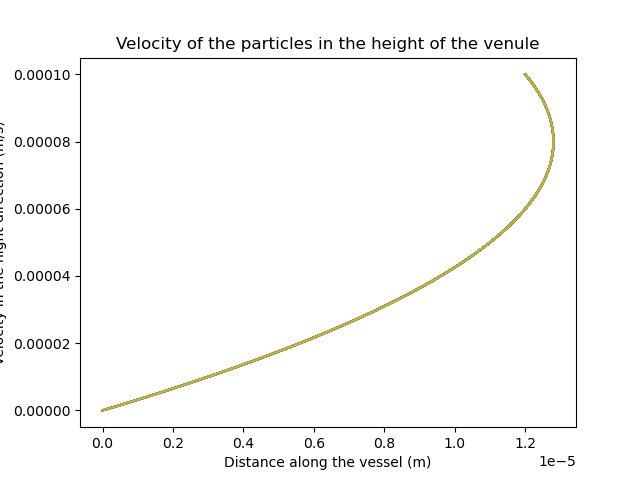 Velocity of the particles in the height of the venule
0.00010
0.00008
0.00006
0.00004
0.00002
0.00000
0.0 0.2 0.4 0.6 0.8 1.0 1.2
1e−5
Distance along the vessel (m)
in the hight direction (m/s)